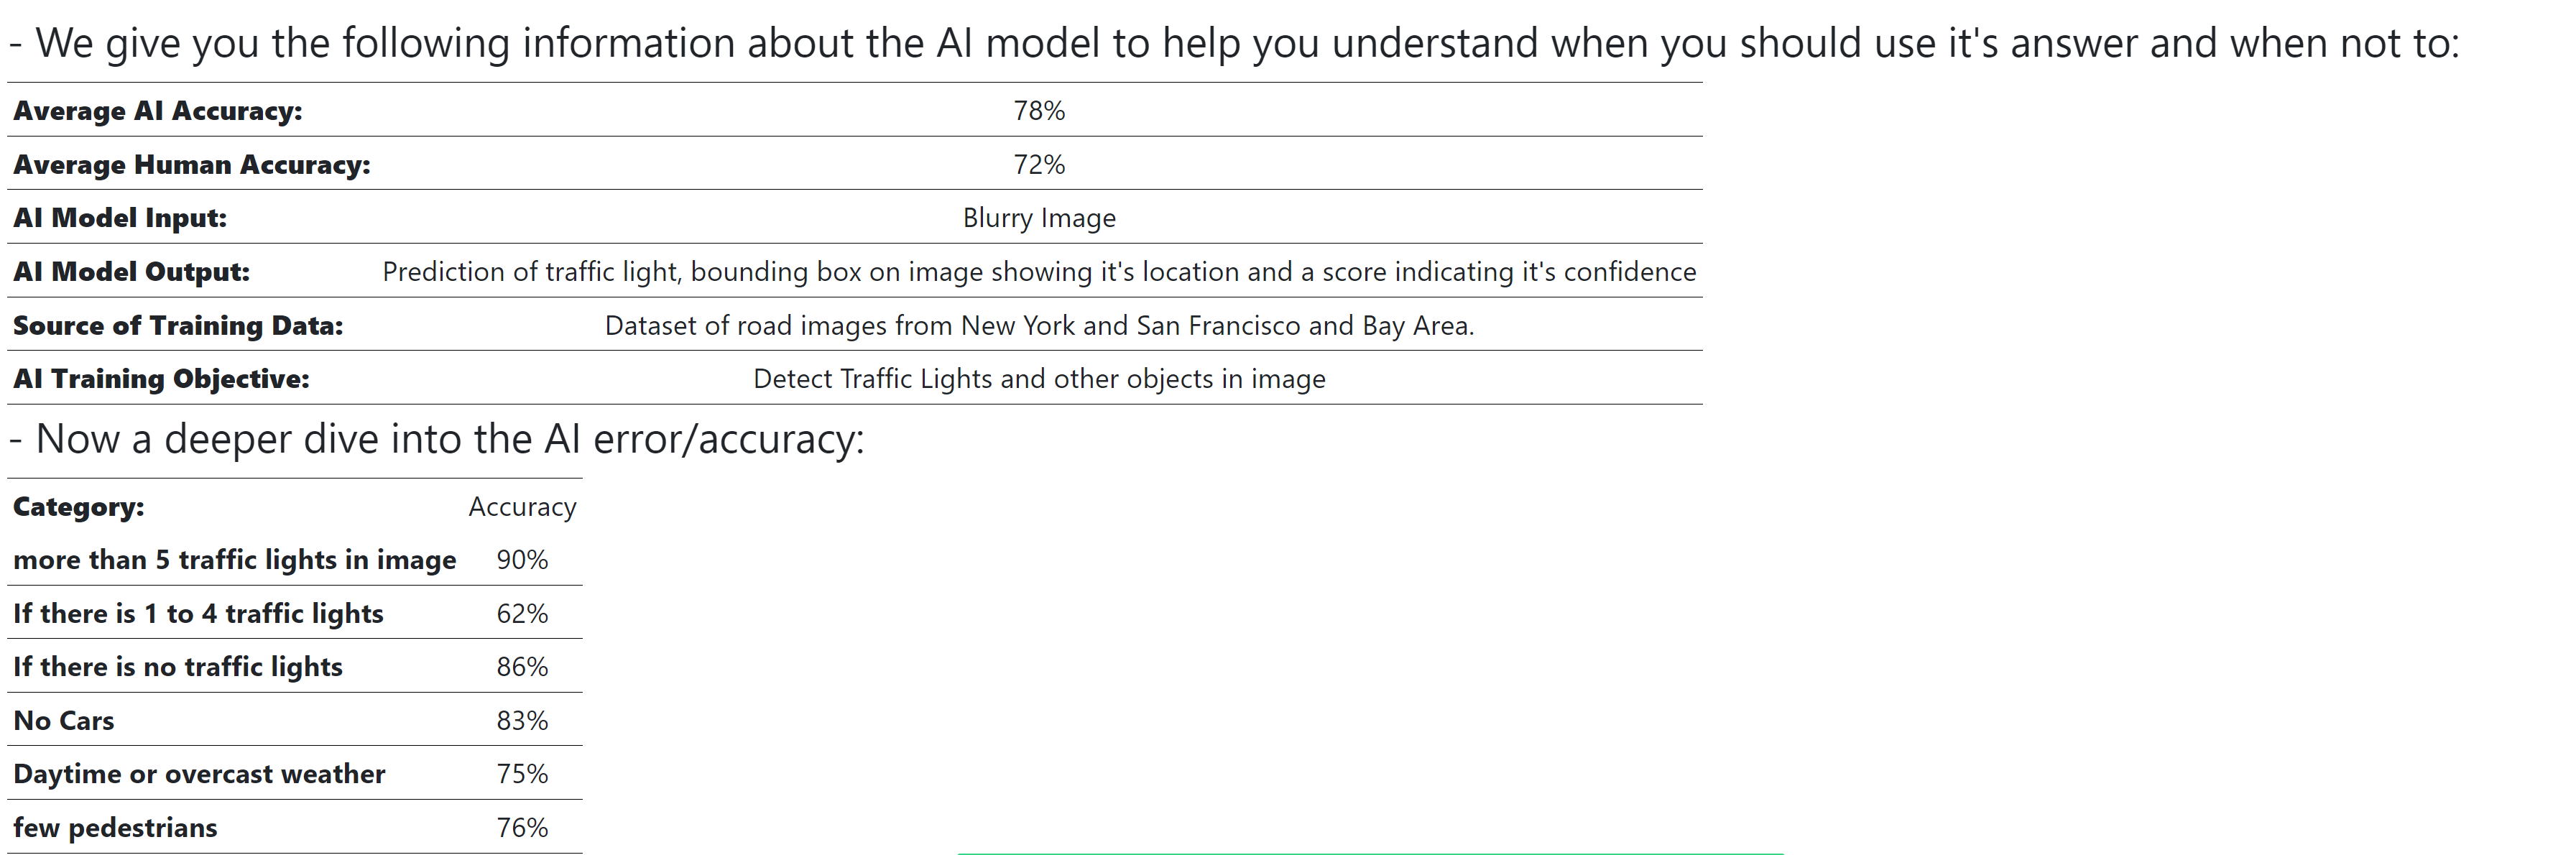 - We give you the following information about the AI model to help you understand when you should use it's answer and when not to:
Average AI Accuracy: 78%
Average Human Accuracy: 72%
AI Model Input: Blurry Image
AI Model Output: Prediction of traffic light, bounding box on image showing it's location and a score indicating it's confidence
Source of Training Data: Dataset of road images from New York and San Francisco and Bay Area.
AI Training Objective: Detect Traffic Lights and other objects in image
- Now a deeper dive into the AI error/accuracy:
Category: Accuracy
more than 5 traffic lights in image 90%
If there is 1 to 4 traffic lights 62%
If there is no traffic lights 86%
No Cars 83%
Daytime or overcast weather 75%
few pedestrians 76%